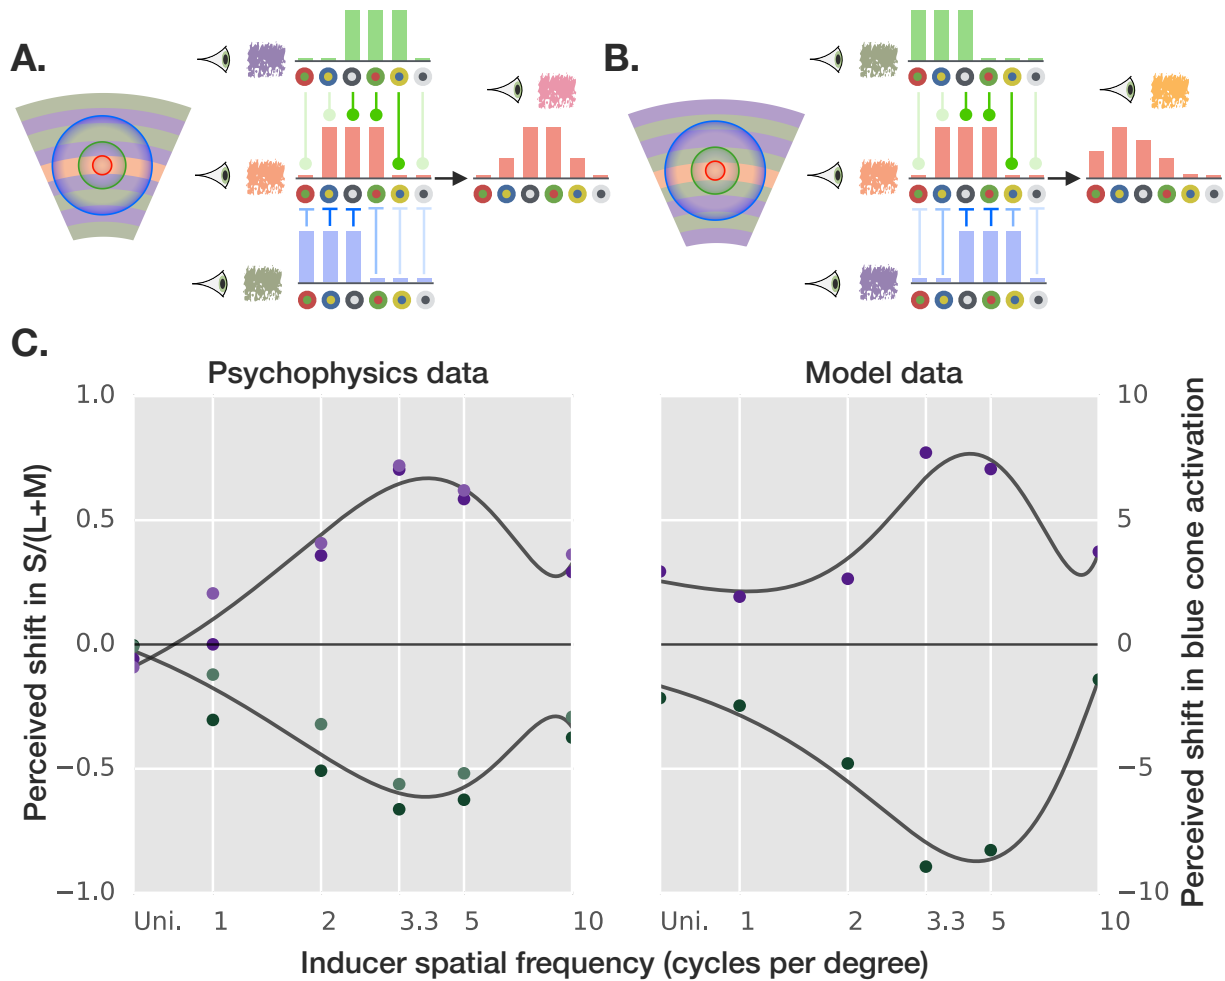 A.
B.
C.
Psychophysics data
Model data
Perceived shift in S/(L+M)
1.0
0.5
0.0
−0.5
−1.0
10
5
0
−5
−10
Perceived shift in blue cone activation
Uni. 1 2 3.3 5 10
Uni. 1 2 3.3 5 10
Inducer spatial frequency (cycles per degree)